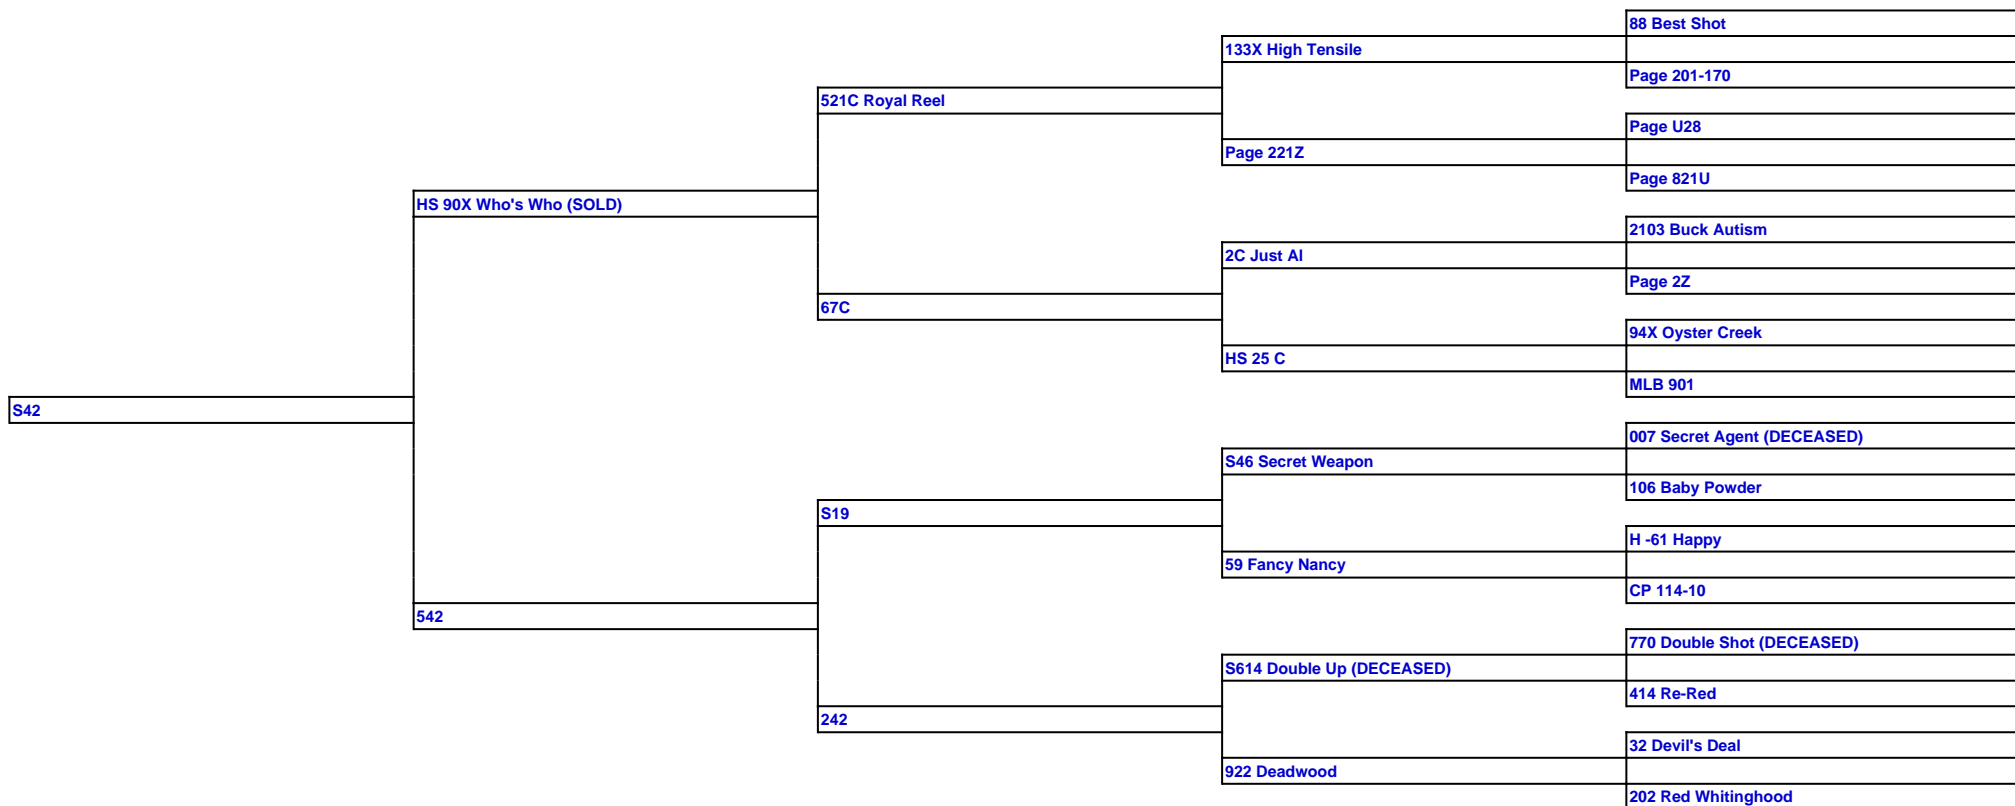 88 Best Shot
133X High Tensile
Page 201-170
521C Royal Reel
Page U28
Page 221Z
Page 821U
HS 90X Who's Who (SOLD)
2103 Buck Autism
2C Just AI
Page 2Z
67C
94X Oyster Creek
HS 25 C
MLB 901
S42
007 Secret Agent (DECEASED)
S46 Secret Weapon
106 Baby Powder
S19
H -61 Happy
59 Fancy Nancy
CP 114-10
542
770 Double Shot (DECEASED)
S614 Double Up (DECEASED)
414 Re-Red
242
32 Devil's Deal
922 Deadwood
202 Red Whitinghood